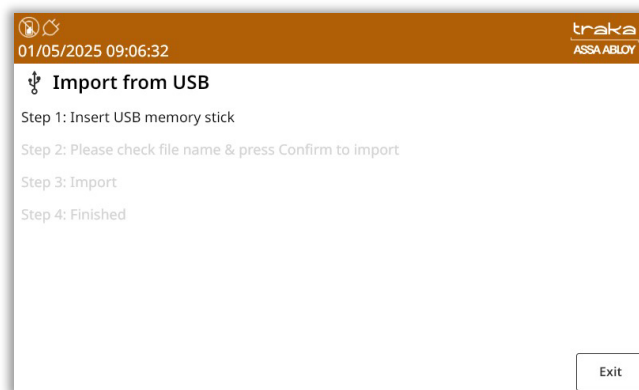 traka
01/05/2025 09:06:32
ASSA ABLOY
Import from USB
Step 1: Insert USB memory stick
Step 2: Please check file name & press Confirm to import
Step 3: Import
Step 4: Finished
Exit